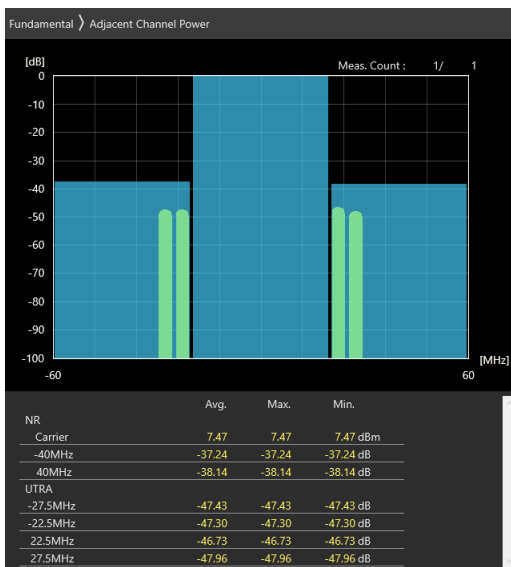 Fundamental 〉 Adjacent Channel Power
[dB]
Meas. Count : 1/ 1
0
-10
-20
-30
-40
-50
-60
-70
-80
-90
-100
[MHz]
-60 60
Avg. Max. Min.
NR
Carrier 7.47 7.47 7.47 dBm
-40MHz -37.24 -37.24 -37.24 dB
40MHz -38.14 -38.14 -38.14 dB
UTRA
-27.5MHz -47.43 -47.43 -47.43 dB
-22.5MHz -47.30 -47.30 -47.30 dB
22.5MHz -46.73 -46.73 -46.73 dB
27.5MHz -47.96 -47.96 -47.96 dB